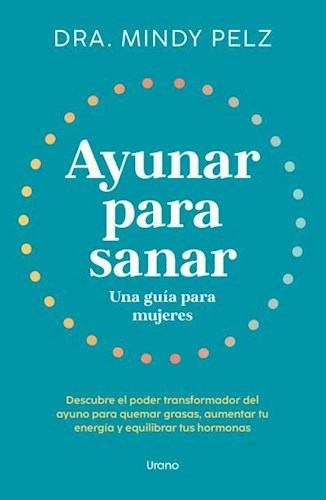 DRA. MINDY PELZ
Ayunar
para
sanar
Una guía para
mujeres
Descubre el poder transformador del
ayuno para quemar grasas, aumentar tu
energía y equilibrar tus hormonas
Urano